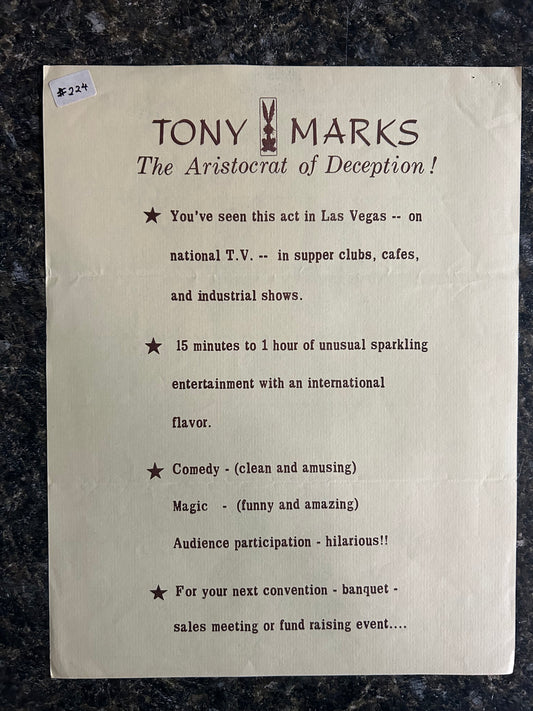 #224
TONY MARKS
The Aristocrat of Deception!
You've seen this act in Las Vegas -- on
national T.V. -- in supper clubs, cafes,
and industrial shows.
15 minutes to 1 hour of unusual sparkling
entertainment with an international
flavor.
Comedy - (clean and amusing)
Magic - (funny and amazing)
Audience participation - hilarious!!
For your next convention - banquet -
sales meeting or fund raising event....